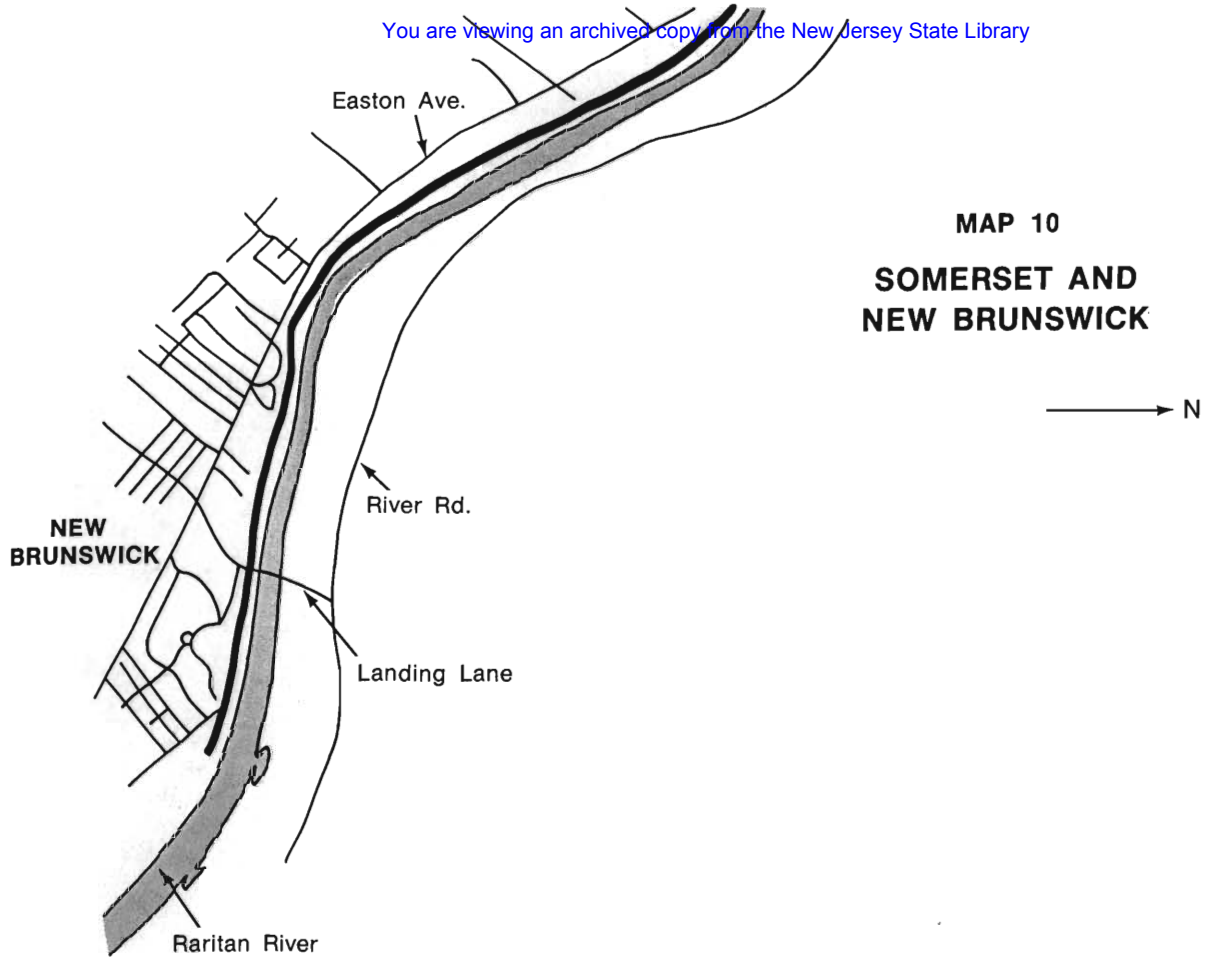 You are viewing an archived copy from the New Jersey State Library
Easton Ave.
MAP 10
SOMERSET AND
NEW BRUNSWICK
N
River Rd.
NEW
BRUNSWICK
Landing Lane
Raritan River